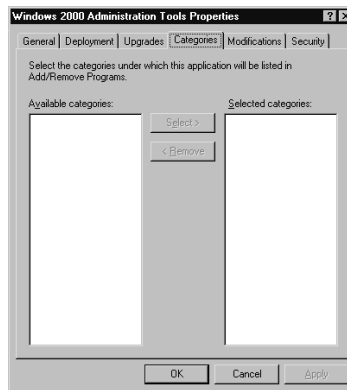 Windows 2000 Administration Tools Properties
General Deployment Upgrades Categories Modifications Security
Select the categories under which this application will be listed in
Add/Remove Programs.
Available categories: Selected categories:
Select >
< Remove
OK Cancel Apply